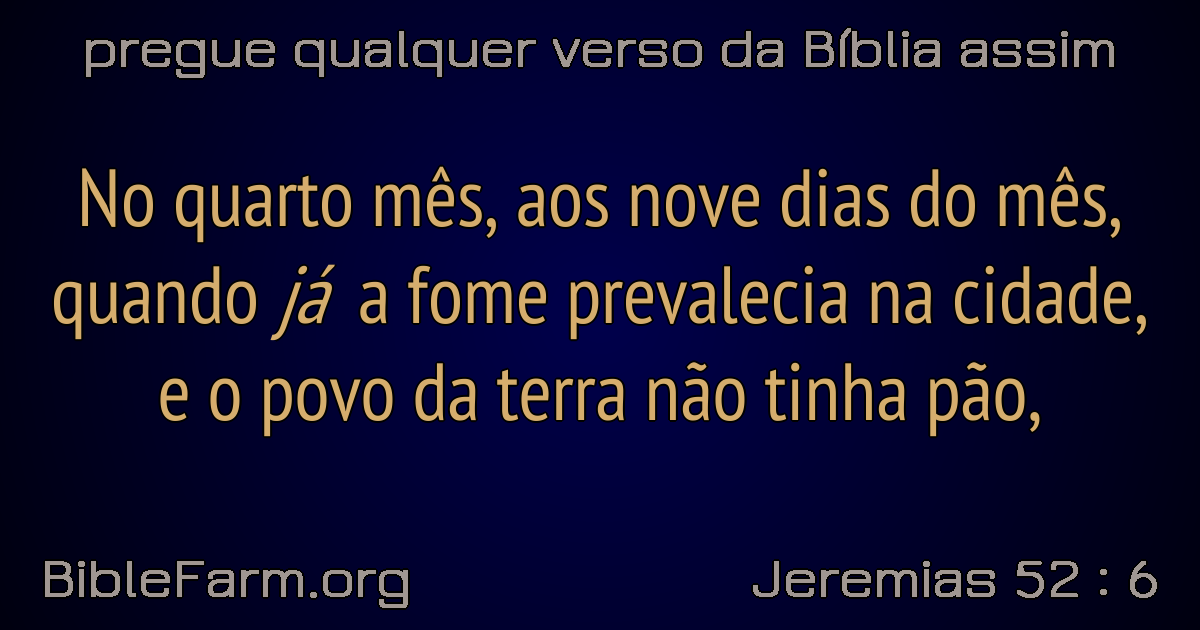 pregue qualquer verso da Bíblia assim
No quarto mês, aos nove dias do mês,
quando já a fome prevalecia na cidade,
e o povo da terra não tinha pão,
BibleFarm.org
Jeremias 52 : 6